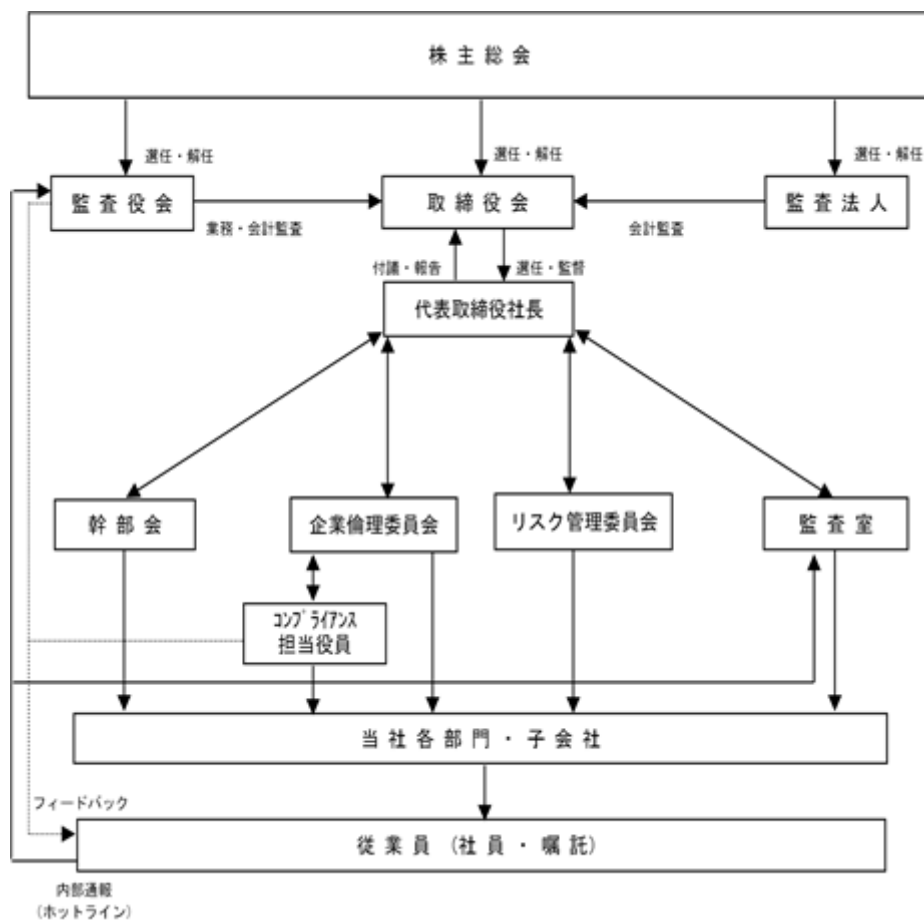 株主総会
選任・解任
選任・解任
選任・解任
監査役会
取締役会
監査法人
業務・会計監査
会計監査
付議・報告
選任・監督
代表取締役社長
幹部会
企業倫理委員会
リスク管理委員会
監査室
ｺﾝﾌﾟﾗｲｱﾝｽ
担当役員
当社各部門・子会社
フィードバック
従業員（社員・嘱託）
内部通報
（ホットライン）